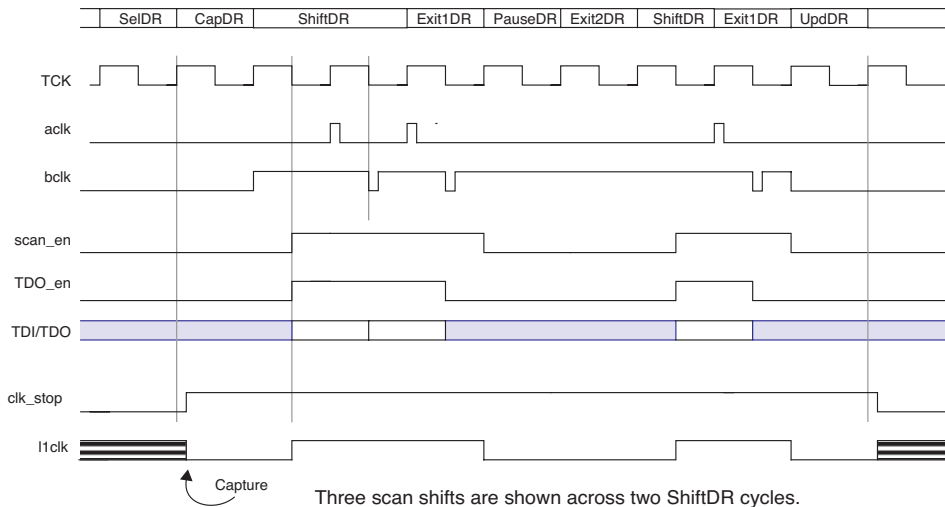 SelDR CapDR ShiftDR Exit1DR PauseDR Exit2DR ShiftDR Exit1DR UpdDR
TCK
aclk
bclk
scan_en
TDO_en
TDI/TDO
clk_stop
l1clk
Capture
Three scan shifts are shown across two ShiftDR cycles.